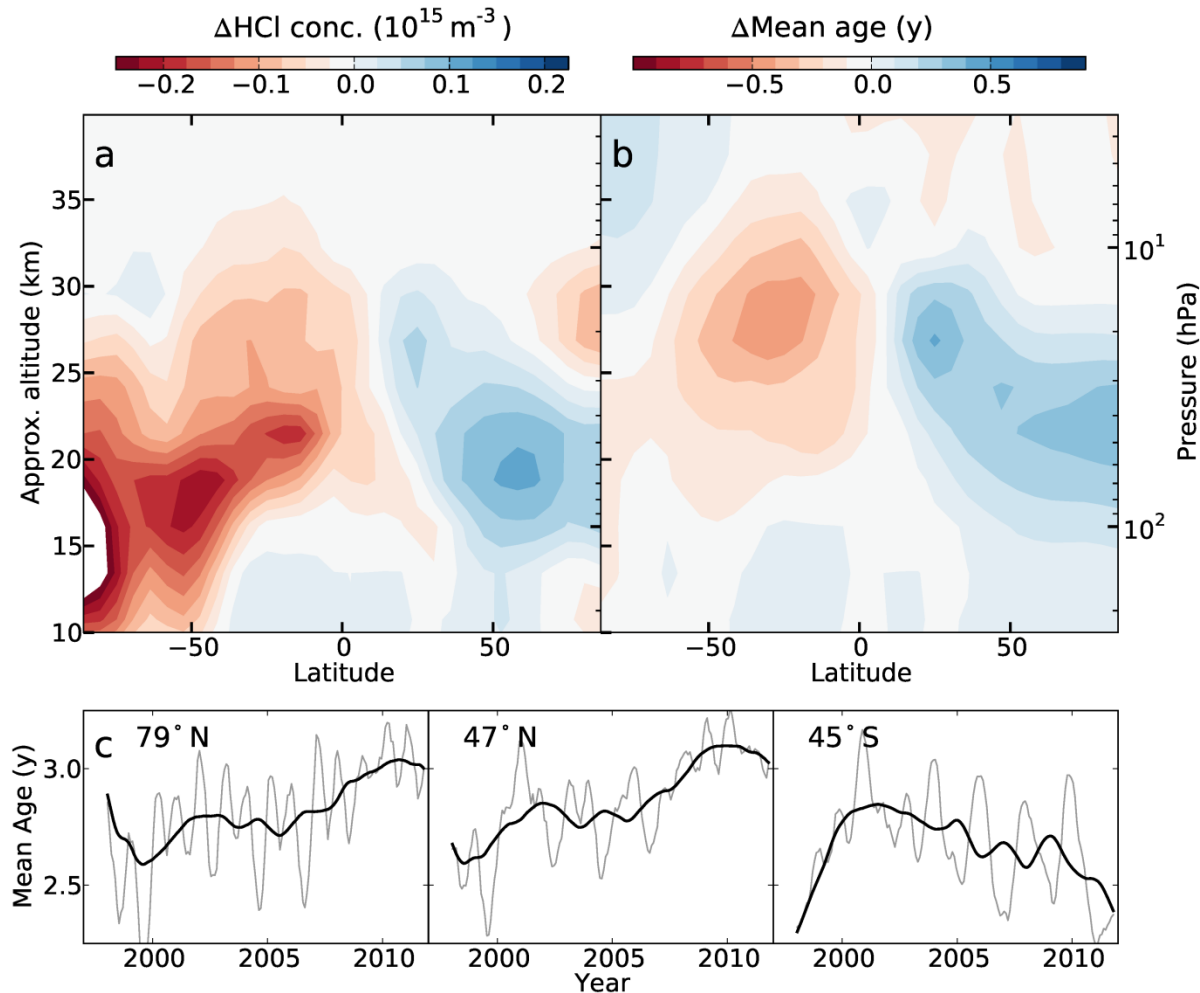 ΔHCl conc. (10¹⁵ m⁻³)
ΔMean age (y)
−0.2 −0.1 0.0 0.1 0.2
−0.5 0.0 0.5
a
b
Approx. altitude (km)
35
30
25
20
15
10
Pressure (hPa)
10¹
10²
−50 0 50
−50 0 50
Latitude
Latitude
c
79°N
47°N
45°S
Mean Age (y)
3.0
2.5
2000 2005 2010
2000 2005 2010
2000 2005 2010
Year